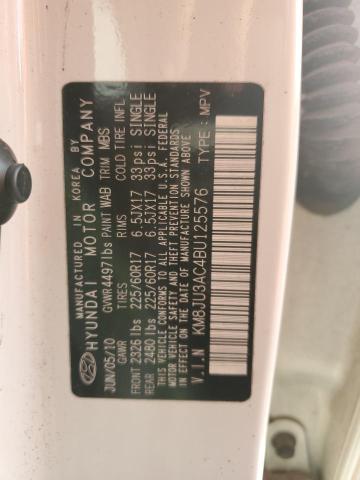 MANUFACTURED IN KOREA BY
HYUNDAI MOTOR COMPANY
JUN/05/10 GVWR 4497lbs PAINT WAB TRIM MBS
GAWR TIRES RIMS COLD TIRE INFL
FRONT 2326 lbs 225/60R17 6.5JX17 33psi SINGLE
REAR 2480 lbs 225/60R17 6.5JX17 33psi SINGLE
THIS VEHICLE CONFORMS TO ALL APPLICABLE U.S.A. FEDERAL
MOTOR VEHICLE SAFETY AND THEFT PREVENTION STANDARDS
IN EFFECT ON THE DATE OF MANUFACTURE SHOWN ABOVE.
V.I.N KM8JU3AC4BU125576 TYPE : MPV